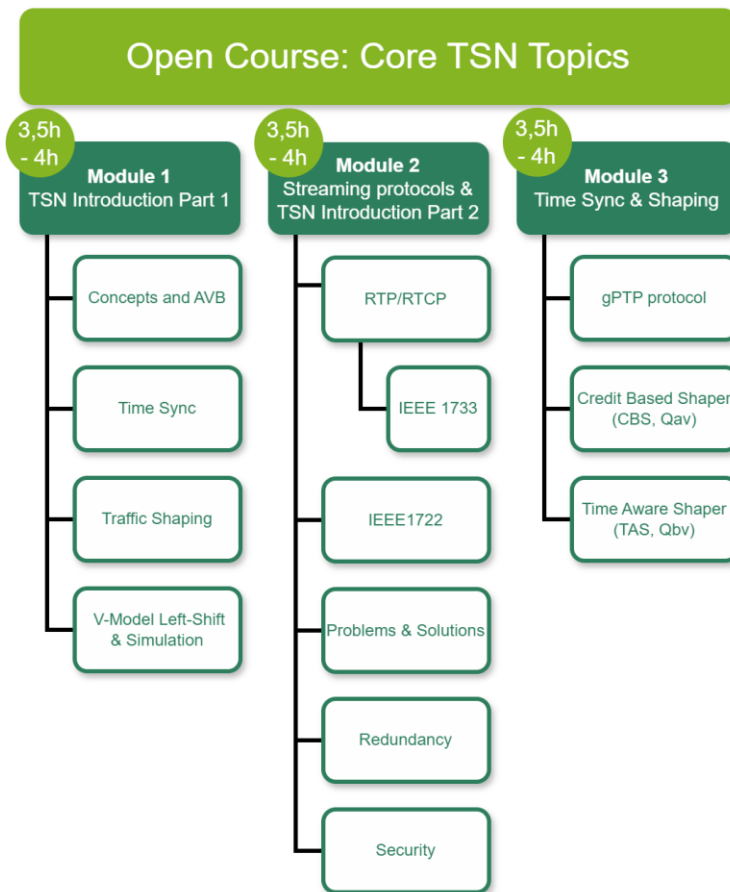 Open Course: Core TSN Topics
3,5h
- 4h
Module 1
TSN Introduction Part 1
Concepts and AVB
Time Sync
Traffic Shaping
V-Model Left-Shift
& Simulation
3,5h
- 4h
Module 2
Streaming protocols &
TSN Introduction Part 2
RTP/RTCP
IEEE 1733
IEEE1722
Problems & Solutions
Redundancy
Security
3,5h
- 4h
Module 3
Time Sync & Shaping
gPTP protocol
Credit Based Shaper
(CBS, Qav)
Time Aware Shaper
(TAS, Qbv)